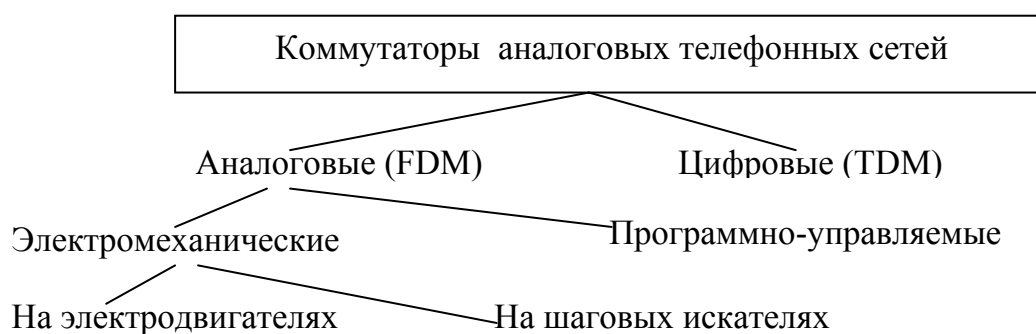 Коммутаторы аналоговых телефонных сетей
Аналоговые (FDM) Цифровые (TDM)
Электромеханические Программно-управляемые
На электродвигателях На шаговых искателях